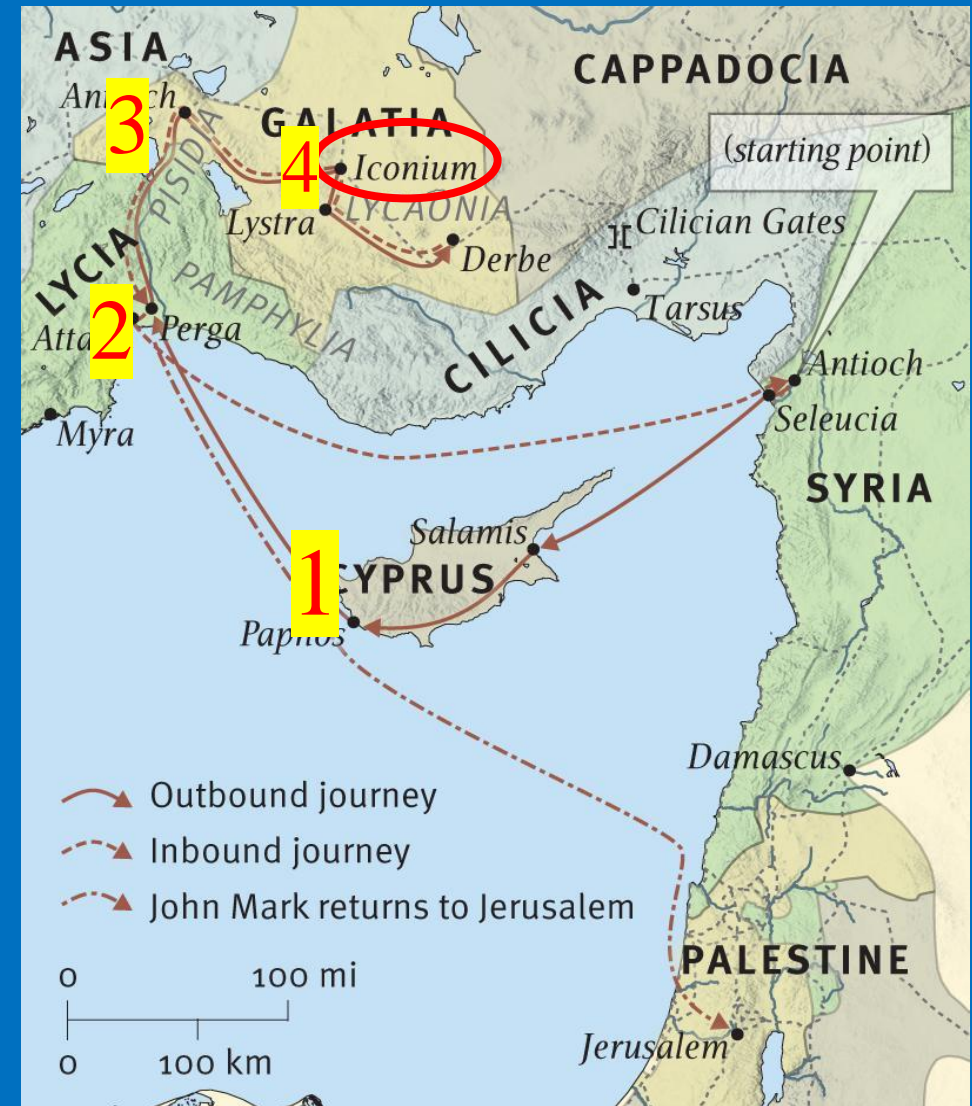 ASIA
CAPPADOCIA
3
GALATIA
(starting point)
4
Iconium
PISIDIA
LYCAONIA
Lystra
Cilician Gates
Derbe
LYCIA
PAMPHYLIA
CILICIA
Tarsus
2
Perga
Antioch
Seleucia
Myra
SYRIA
Salamis
1
CYPRUS
Paphos
Damascus
Outbound journey
Inbound journey
John Mark returns to Jerusalem
PALESTINE
0 100 mi
0 100 km
Jerusalem